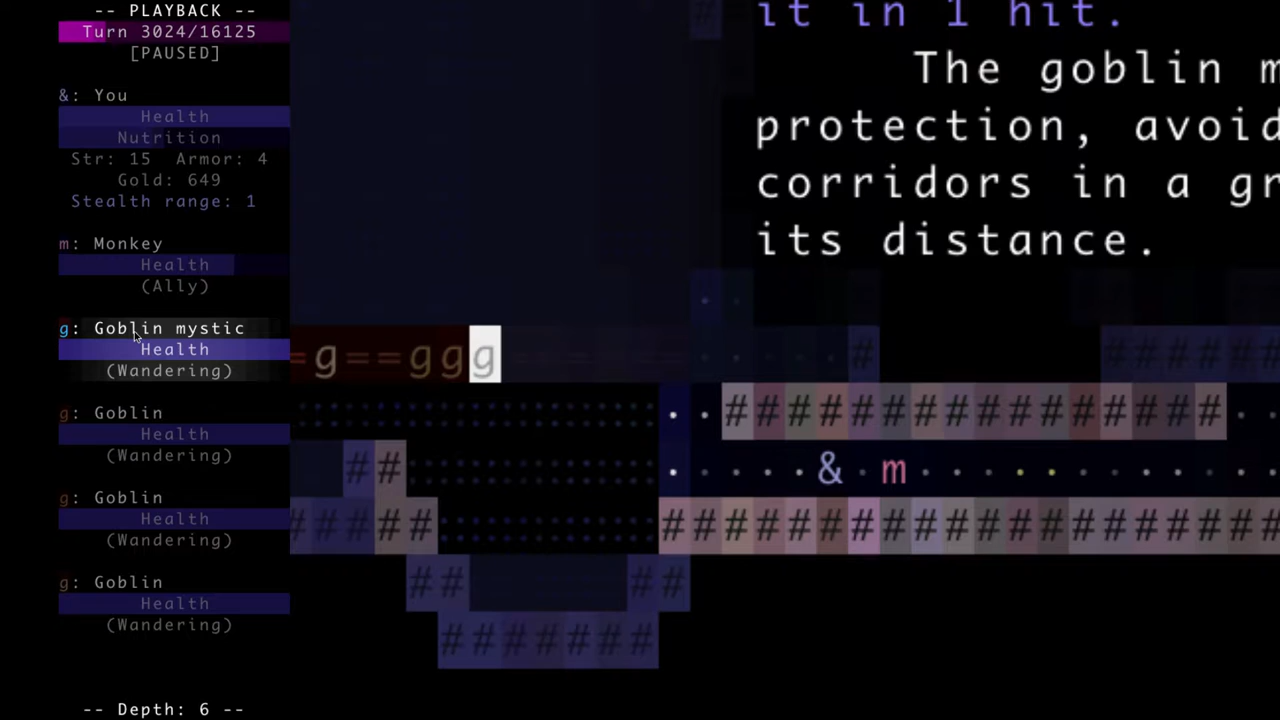 -- PLAYBACK --
Turn 3024/16125
[PAUSED]
&: You
Health
Nutrition
Str: 15 Armor: 4
Gold: 649
Stealth range: 1
m: Monkey
Health
(Ally)
g: Goblin mystic
Health
(Wandering)
g: Goblin
Health
(Wandering)
g: Goblin
Health
(Wandering)
g: Goblin
Health
(Wandering)
-- Depth: 6 --
it in 1 hit.
The goblin m
protection, avoid
corridors in a gr
its distance.
=g==ggg
& m